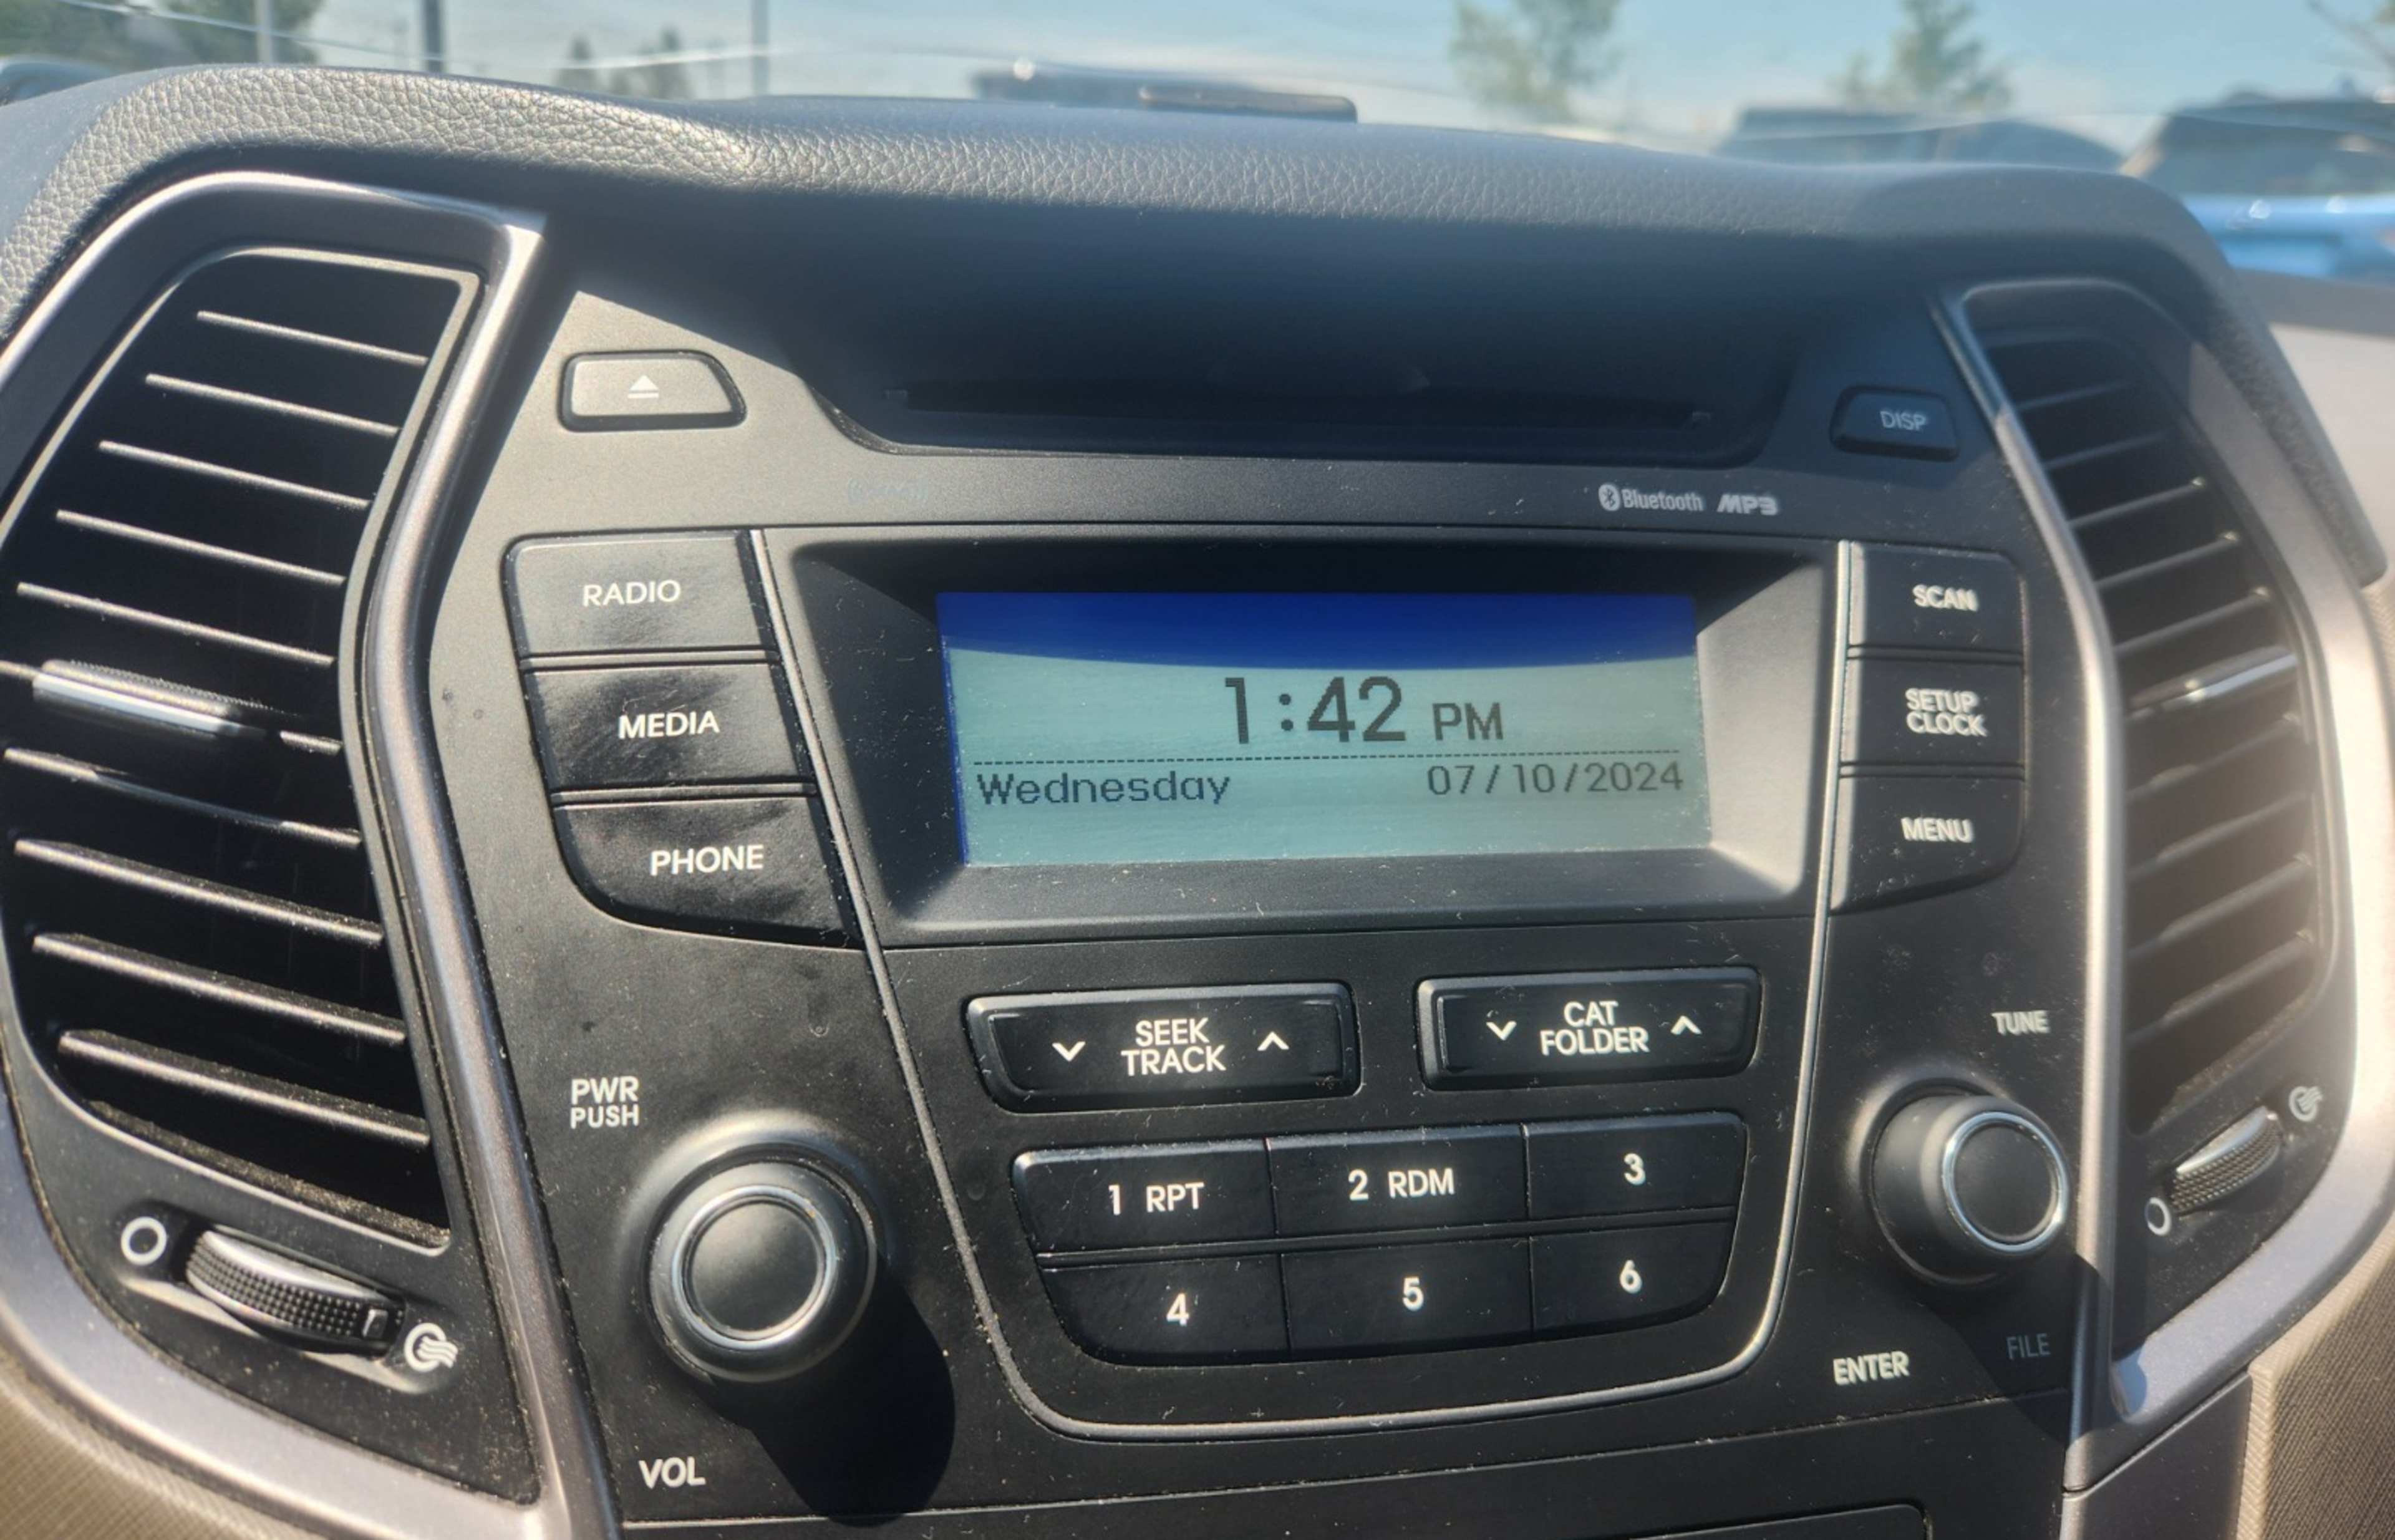 DISP
Bluetooth MP3
RADIO
MEDIA
PHONE
1:42 PM
Wednesday 07/10/2024
SCAN
SETUP
CLOCK
MENU
SEEK
TRACK
CAT
FOLDER
TUNE
PWR
PUSH
1 RPT
2 RDM
3
4
5
6
VOL
ENTER
FILE